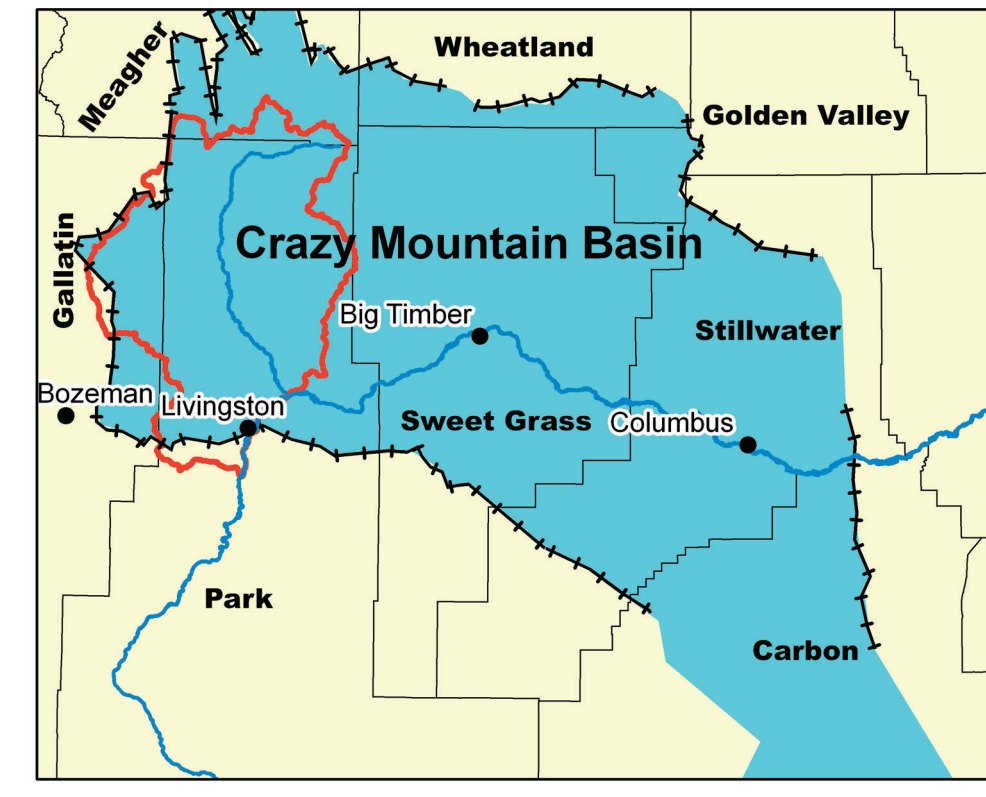 Wheatland
Meagher
Golden Valley
Gallatin
Crazy Mountain Basin
Big Timber
Stillwater
Bozeman
Livingston
Sweet Grass
Columbus
Park
Carbon